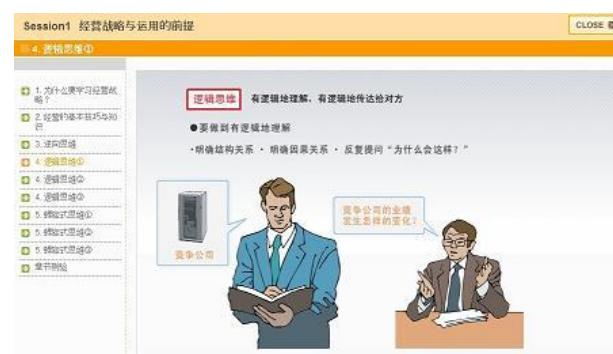 Session1 经营战略与运用的前提
CLOSE
4. 逻辑思维①
1. 为什么要学习经营战
略？
2. 经营的基本技巧与知
识
3. 逆向思维
4. 逻辑思维①
4. 逻辑思维②
4. 逻辑思维③
5. 螺旋式思维①
5. 螺旋式思维②
5. 螺旋式思维③
章节测验
逻辑思维 有逻辑地理解、有逻辑地传达给对方
●要做到有逻辑地理解
·明确结构关系 · 明确因果关系 · 反复提问“为什么会这样？”
竞争公司
竞争公司的业绩
发生怎样的变化？